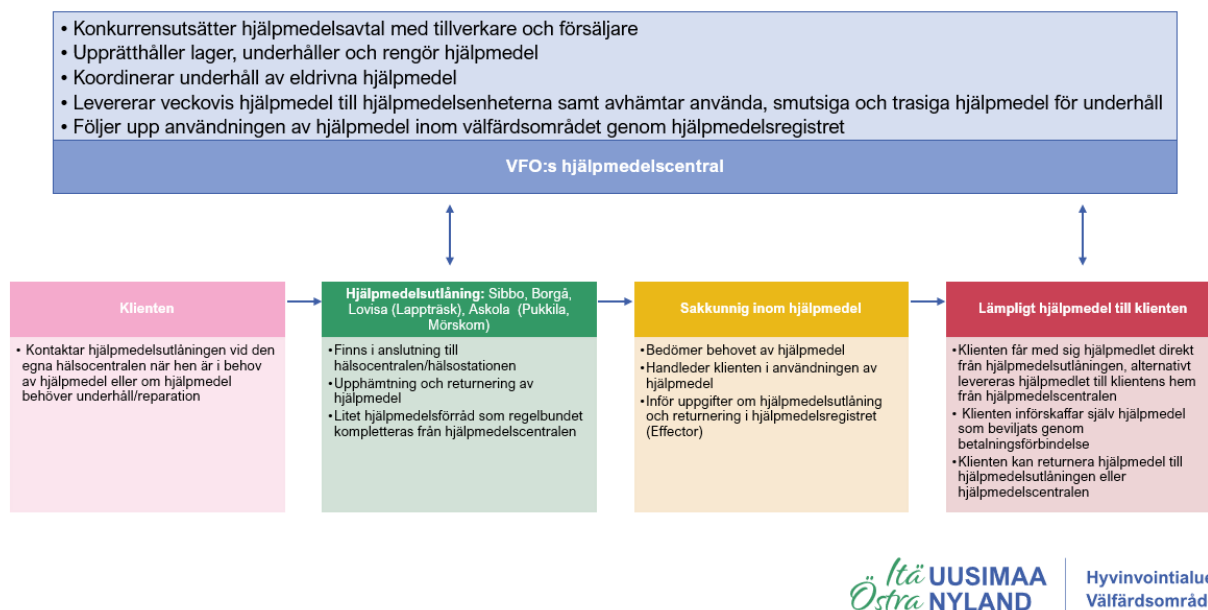 • Konkurrensutsätter hjälpmedelsavtal med tillverkare och försäljare
• Upprätthåller lager, underhåller och rengör hjälpmedel
• Koordinerar underhåll av eldrivna hjälpmedel
• Levererar veckovis hjälpmedel till hjälpmedelsenheterna samt avhämtar använda, smutsiga och trasiga hjälpmedel för underhåll
• Följer upp användningen av hjälpmedel inom välfärdsområdet genom hjälpmedelsregistret
VFO:s hjälpmedelscentral
Klienten
• Kontaktar hjälpmedelsutlåningen vid den
egna hälsocentralen när hen är i behov
av hjälpmedel eller om hjälpmedel
behöver underhåll/reparation
Hjälpmedelsutlåning: Sibbo, Borgå,
Lovisa (Lappträsk), Askola (Pukkila,
Mörskom)
• Finns i anslutning till
hälsocentralen/hälsostationen
• Upphämtning och returnering av
hjälpmedel
• Litet hjälpmedelsförråd som regelbundet
kompletteras från hjälpmedelscentralen
Sakkunnig inom hjälpmedel
• Bedömer behovet av hjälpmedel
• Handleder klienten i användningen av
hjälpmedel
• Inför uppgifter om hjälpmedelsutlåning
och returnering i hjälpmedelsregistret
(Effector)
Lämpligt hjälpmedel till klienten
• Klienten får med sig hjälpmedlet direkt
från hjälpmedelsutlåningen, alternativt
levereras hjälpmedlet till klientens hem
från hjälpmedelscentralen
• Klienten införskaffar själv hjälpmedel
som beviljats genom
betalningsförbindelse
• Klienten kan returnera hjälpmedel till
hjälpmedelsutlåningen eller
hjälpmedelscentralen
Itä UUSIMAA
Östra NYLAND
Hyvinvointialue
Välfärdsområd